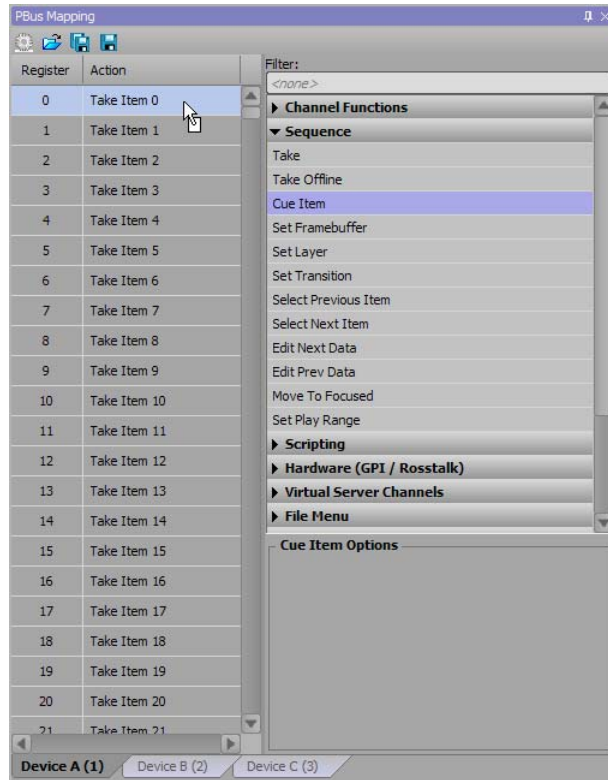 PBus Mapping
Register Action
0 Take Item 0
1 Take Item 1
2 Take Item 2
3 Take Item 3
4 Take Item 4
5 Take Item 5
6 Take Item 6
7 Take Item 7
8 Take Item 8
9 Take Item 9
10 Take Item 10
11 Take Item 11
12 Take Item 12
13 Take Item 13
14 Take Item 14
15 Take Item 15
16 Take Item 16
17 Take Item 17
18 Take Item 18
19 Take Item 19
20 Take Item 20
21 Take Item 21
Filter:
<none>
Channel Functions
Sequence
Take
Take Offline
Cue Item
Set Framebuffer
Set Layer
Set Transition
Select Previous Item
Select Next Item
Edit Next Data
Edit Prev Data
Move To Focused
Set Play Range
Scripting
Hardware (GPI / Rosstalk)
Virtual Server Channels
File Menu
Cue Item Options
Device A (1) Device B (2) Device C (3)